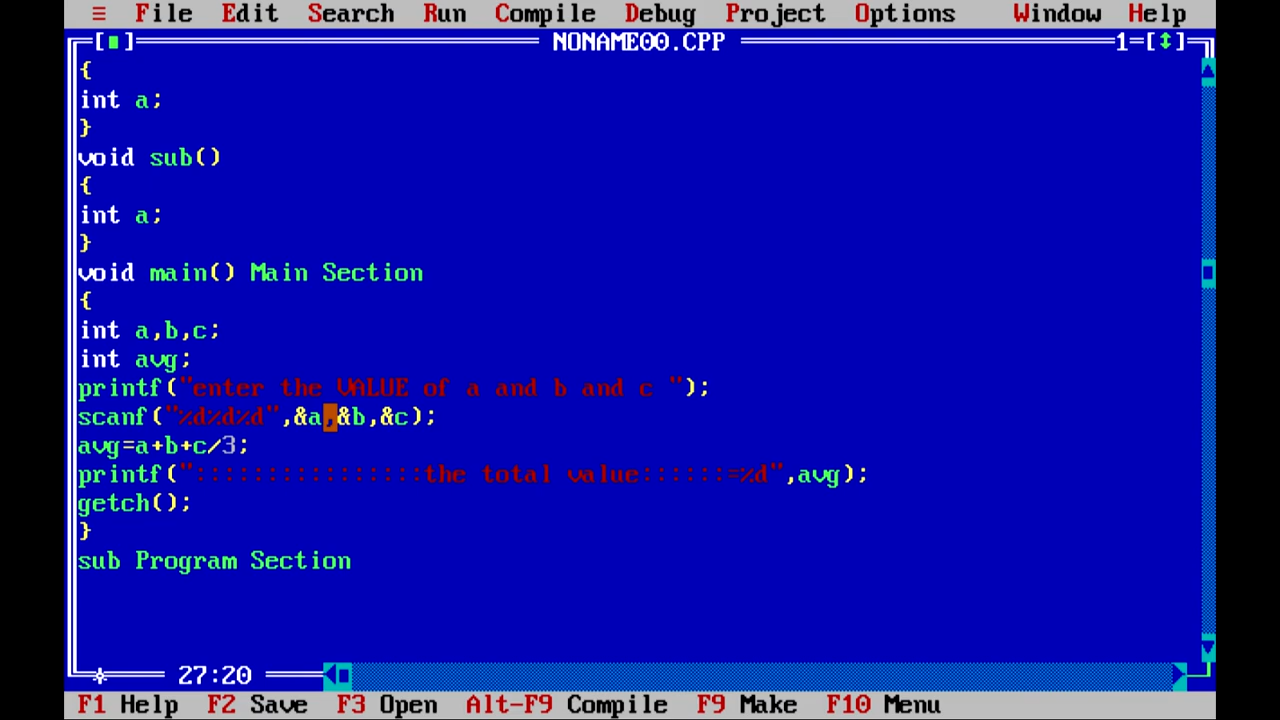 ≡ File Edit Search Run Compile Debug Project Options Window Help
[■] NONAME00.CPP 1=[↕]
{
int a;
}
void sub()
{
int a;
}
void main() Main Section
{
int a,b,c;
int avg;
printf("enter the VALUE of a and b and c ");
scanf("%d%d%d",&a,&b,&c);
avg=a+b+c/3;
printf("::::::::::::::::the total value::::::=%d",avg);
getch();
}
sub Program Section
27:20
F1 Help F2 Save F3 Open Alt-F9 Compile F9 Make F10 Menu